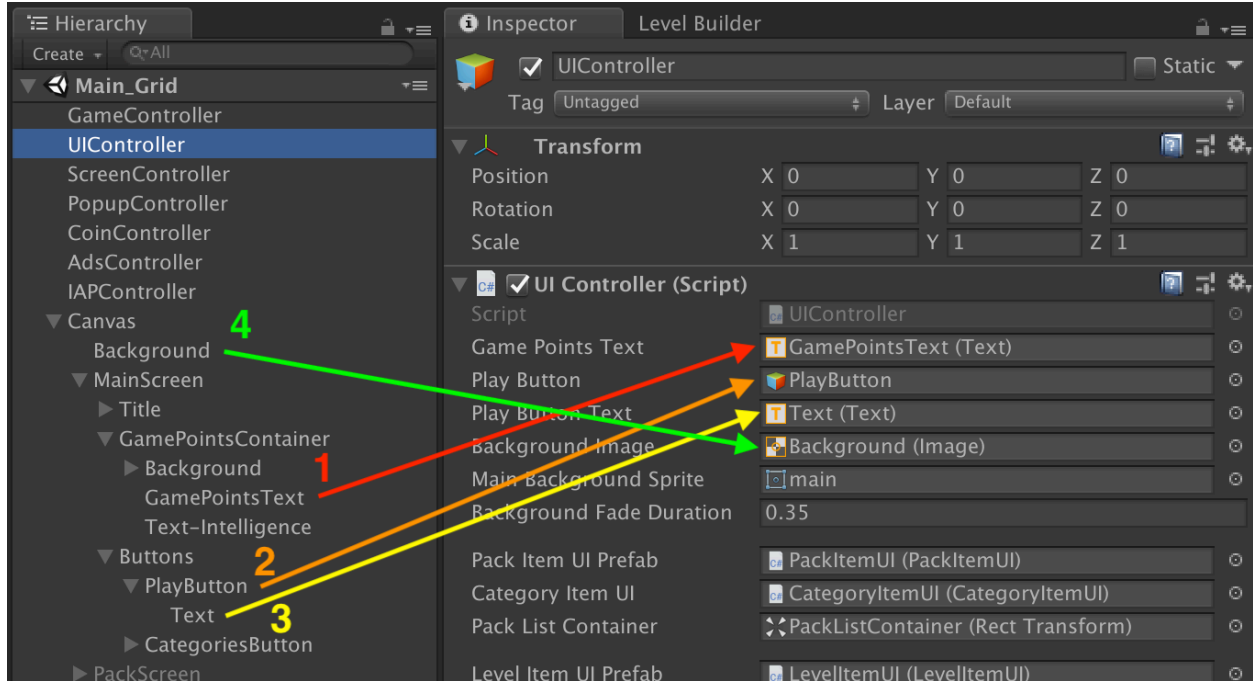 Hierarchy
Create
All
Main_Grid
GameController
UIController
ScreenController
PopupController
CoinController
AdsController
IAPController
Canvas
4
Background
MainScreen
Title
GamePointsContainer
Background
1
GamePointsText
Text-Intelligence
Buttons
2
PlayButton
Text
3
CategoriesButton
PackScreen
Inspector Level Builder
UIController Static
Tag Untagged Layer Default
Transform
Position X 0 Y 0 Z 0
Rotation X 0 Y 0 Z 0
Scale X 1 Y 1 Z 1
C# UI Controller (Script)
Script UIController
Game Points Text T GamePointsText (Text)
Play Button PlayButton
Play Button Text T Text (Text)
Background Image Background (Image)
Main Background Sprite main
Background Fade Duration 0.35
Pack Item UI Prefab PackItemUI (PackItemUI)
Category Item UI CategoryItemUI (CategoryItemUI)
Pack List Container PackListContainer (Rect Transform)
Level Item UI Prefab LevelItemUI (LevelItemUI)